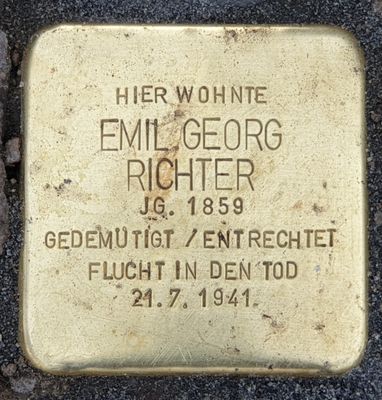 HIER WOHNTE
EMIL GEORG
RICHTER
JG. 1859
GEDEMÜTIGT / ENTRECHTET
FLUCHT IN DEN TOD
21.7. 1941.